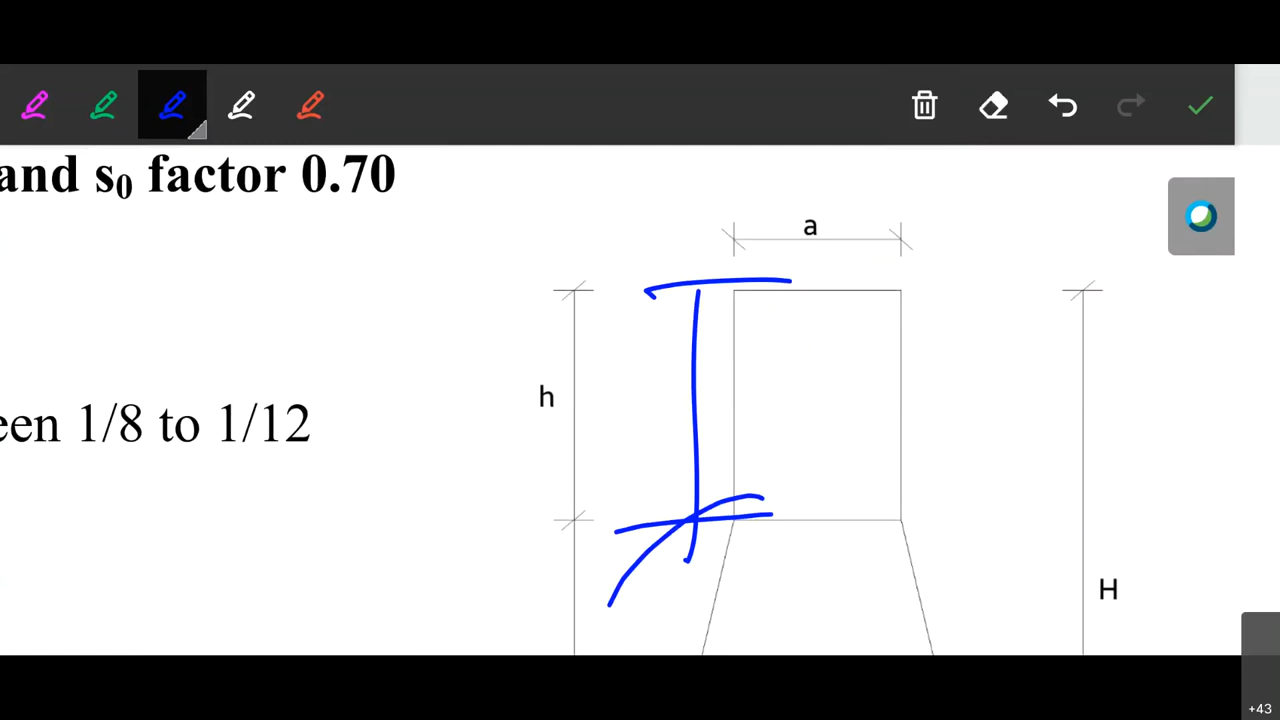 and s₀ factor 0.70
a
h
een 1/8 to 1/12
H
+43